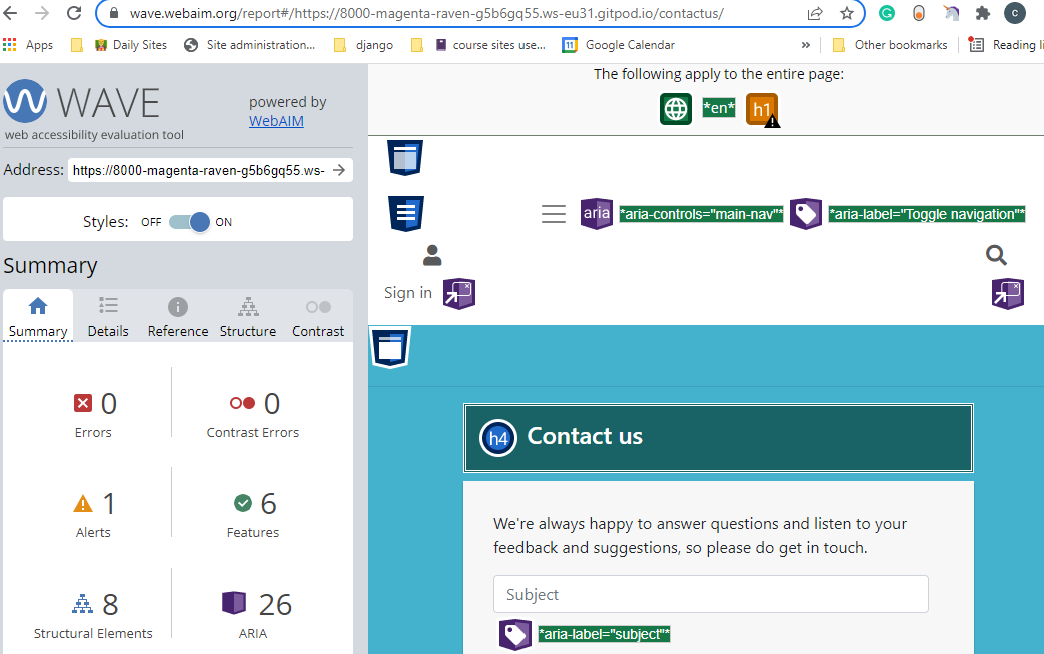 wave.webaim.org/report#/https://8000-magenta-raven-g5b6gq55.ws-eu31.gitpod.io/contactus/
C
Apps Daily Sites Site administration... django course sites use... 11 Google Calendar » Other bookmarks Reading li
The following apply to the entire page:
*en* h1
WAVE
web accessibility evaluation tool
powered by
WebAIM
Address: https://8000-magenta-raven-g5b6gq55.ws-
Styles: OFF ON
Summary
Summary Details Reference Structure Contrast
0 Errors
0 Contrast Errors
1 Alerts
6 Features
8 Structural Elements
26 ARIA
aria *aria-controls="main-nav"* *aria-label="Toggle navigation"*
Sign in
h4 Contact us
We're always happy to answer questions and listen to your
feedback and suggestions, so please do get in touch.
Subject
*aria-label="subject"*